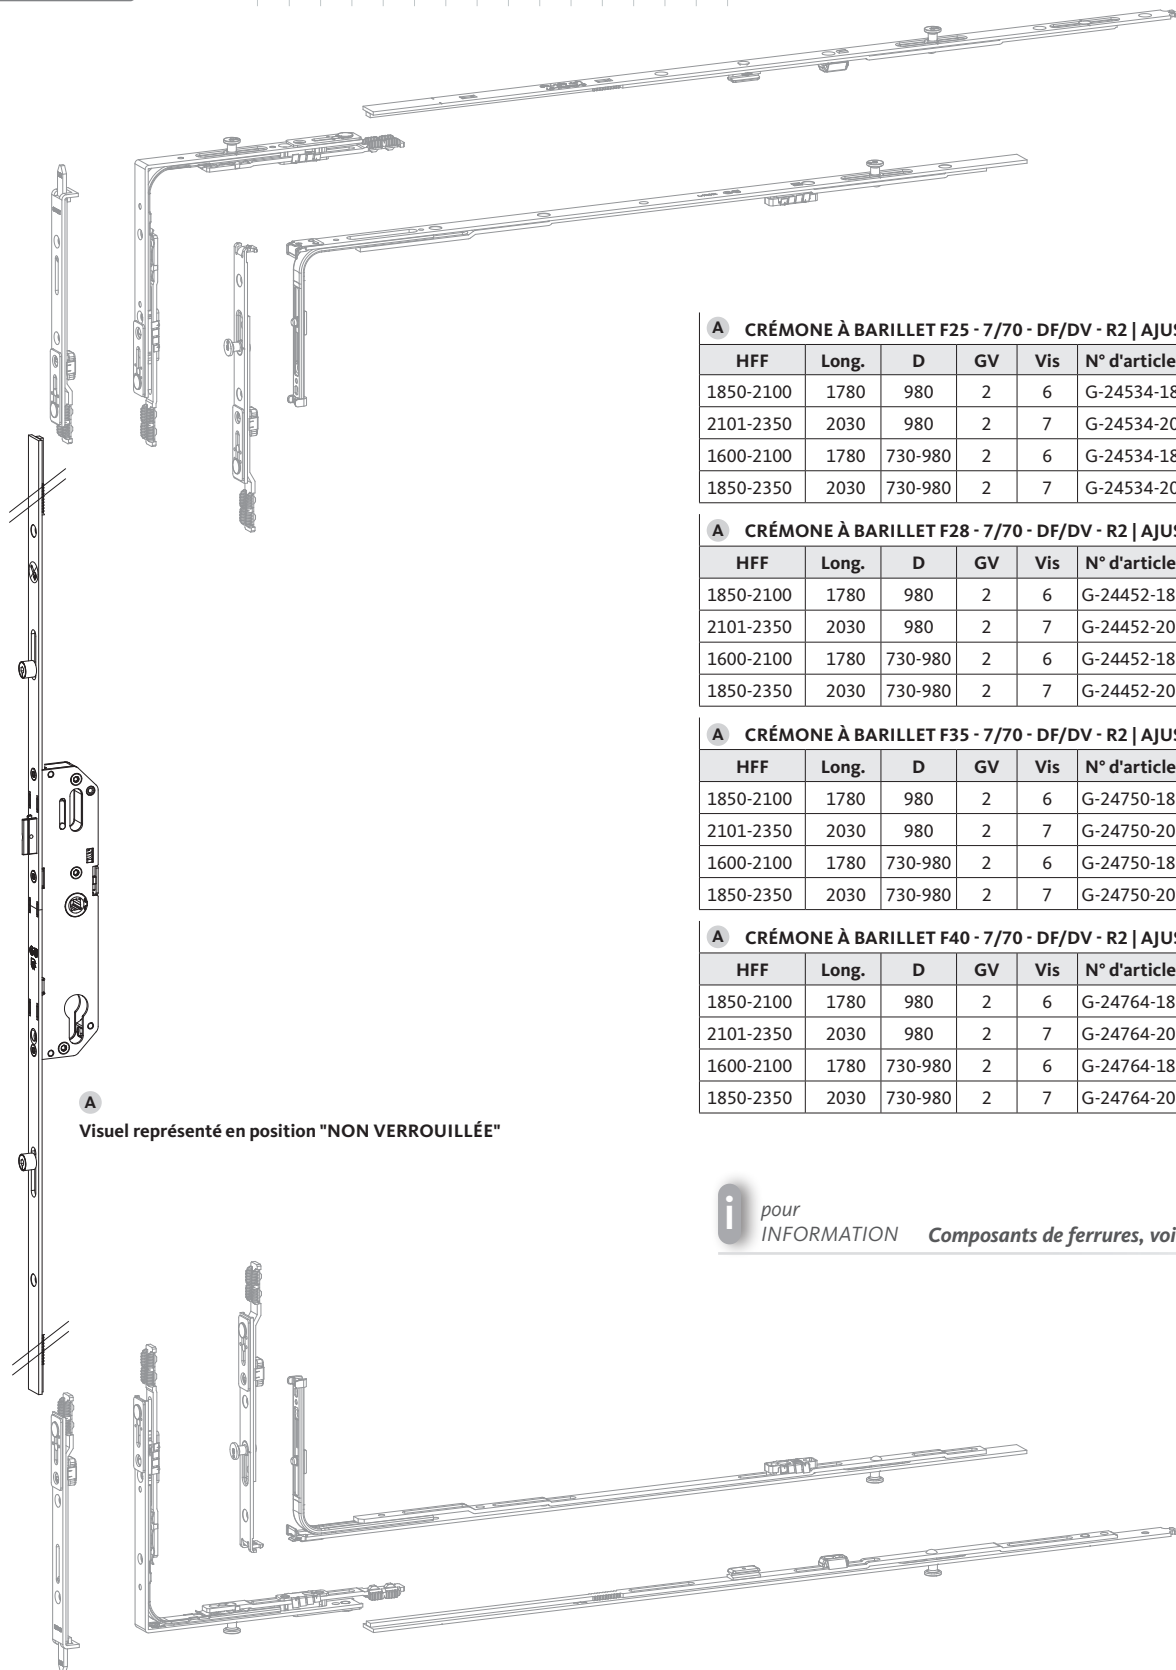 A CRÉMONE À BARILLET F25 - 7/70 - DF/DV - R2 | AJUS
HFF Long. D GV Vis N° d'article
1850-2100 1780 980 2 6 G-24534-18
2101-2350 2030 980 2 7 G-24534-20
1600-2100 1780 730-980 2 6 G-24534-18
1850-2350 2030 730-980 2 7 G-24534-20
A CRÉMONE À BARILLET F28 - 7/70 - DF/DV - R2 | AJUS
HFF Long. D GV Vis N° d'article
1850-2100 1780 980 2 6 G-24452-18
2101-2350 2030 980 2 7 G-24452-20
1600-2100 1780 730-980 2 6 G-24452-18
1850-2350 2030 730-980 2 7 G-24452-20
A CRÉMONE À BARILLET F35 - 7/70 - DF/DV - R2 | AJUS
HFF Long. D GV Vis N° d'article
1850-2100 1780 980 2 6 G-24750-18
2101-2350 2030 980 2 7 G-24750-20
1600-2100 1780 730-980 2 6 G-24750-18
1850-2350 2030 730-980 2 7 G-24750-20
A CRÉMONE À BARILLET F40 - 7/70 - DF/DV - R2 | AJUS
HFF Long. D GV Vis N° d'article
1850-2100 1780 980 2 6 G-24764-18
2101-2350 2030 980 2 7 G-24764-20
1600-2100 1780 730-980 2 6 G-24764-18
1850-2350 2030 730-980 2 7 G-24764-20
A
Visuel représenté en position "NON VERROUILLÉE"
i pour
INFORMATION Composants de ferrures, voi